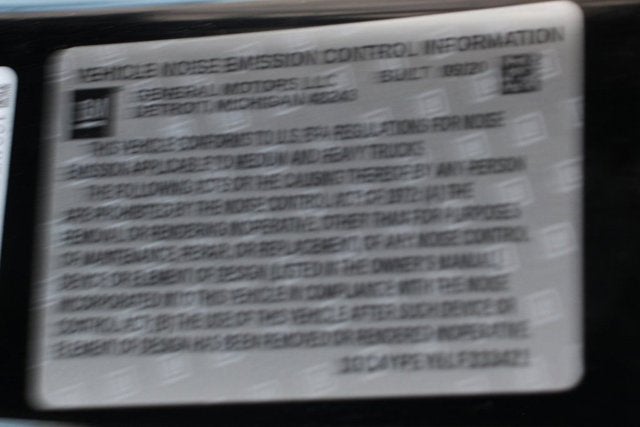 VEHICLE NOISE EMISSION CONTROL INFORMATION
GENERAL MOTORS LLC BUILT
DETROIT, MICHIGAN 48243
THIS VEHICLE CONFORMS TO U.S. EPA REGULATIONS FOR NOISE
EMISSION APPLICABLE TO MEDIUM AND HEAVY TRUCKS
THE FOLLOWING ACTS OR THE CAUSING THEREOF BY ANY PERSON
ARE PROHIBITED BY THE NOISE CONTROL ACT OF 1972: (A) THE
REMOVAL OR RENDERING INOPERATIVE, OTHER THAN FOR PURPOSES
OF MAINTENANCE, REPAIR, OR REPLACEMENT, OF ANY NOISE CONTROL
DEVICE OR ELEMENT OF DESIGN (LISTED IN THE OWNER'S MANUAL)
INCORPORATED INTO THIS VEHICLE IN COMPLIANCE WITH THE NOISE
CONTROL ACT; (B) THE USE OF THIS VEHICLE AFTER SUCH DEVICE OR
ELEMENT OF DESIGN HAS BEEN REMOVED OR RENDERED INOPERATIVE